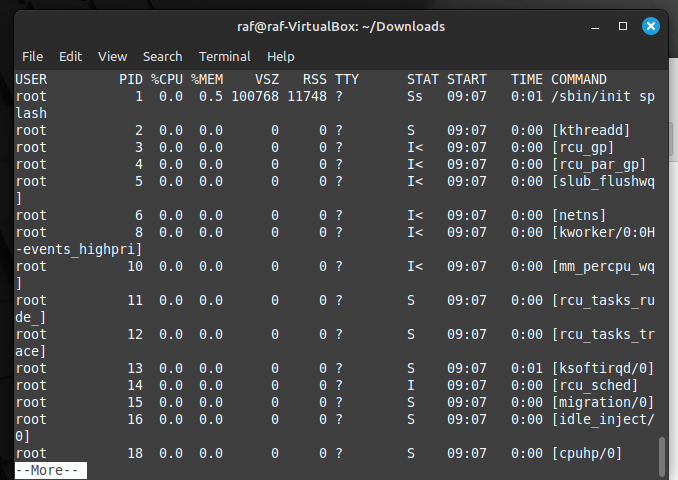 raf@raf-VirtualBox: ~/Downloads
File Edit View Search Terminal Help
USER         PID %CPU %MEM    VSZ   RSS TTY      STAT START   TIME COMMAND
root           1  0.0  0.5 100768 11748 ?        Ss   09:07   0:01 /sbin/init sp
lash
root           2  0.0  0.0      0     0 ?        S    09:07   0:00 [kthreadd]
root           3  0.0  0.0      0     0 ?        I<   09:07   0:00 [rcu_gp]
root           4  0.0  0.0      0     0 ?        I<   09:07   0:00 [rcu_par_gp]
root           5  0.0  0.0      0     0 ?        I<   09:07   0:00 [slub_flushwq
]
root           6  0.0  0.0      0     0 ?        I<   09:07   0:00 [netns]
root           8  0.0  0.0      0     0 ?        I<   09:07   0:00 [kworker/0:0H
-events_highpri]
root          10  0.0  0.0      0     0 ?        I<   09:07   0:00 [mm_percpu_wq
]
root          11  0.0  0.0      0     0 ?        S    09:07   0:00 [rcu_tasks_ru
de_]
root          12  0.0  0.0      0     0 ?        S    09:07   0:00 [rcu_tasks_tr
ace]
root          13  0.0  0.0      0     0 ?        S    09:07   0:01 [ksoftirqd/0]
root          14  0.0  0.0      0     0 ?        I    09:07   0:00 [rcu_sched]
root          15  0.0  0.0      0     0 ?        S    09:07   0:00 [migration/0]
root          16  0.0  0.0      0     0 ?        S    09:07   0:00 [idle_inject/
0]
root          18  0.0  0.0      0     0 ?        S    09:07   0:00 [cpuhp/0]
--More--